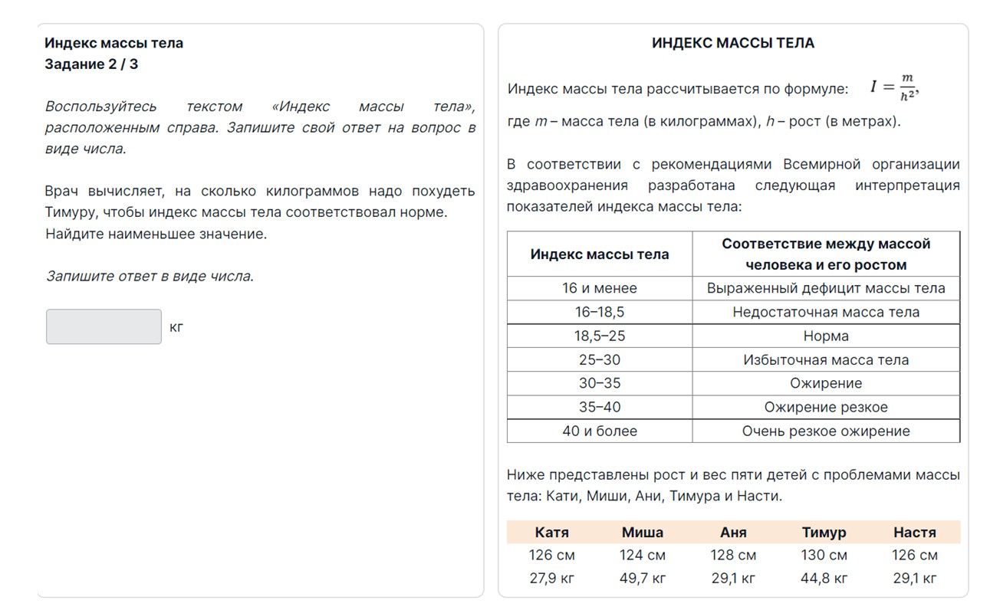 Индекс массы тела
Задание 2 / 3
Воспользуйтесь текстом «Индекс массы тела»,
расположенным справа. Запишите свой ответ на вопрос в
виде числа.
Врач вычисляет, на сколько килограммов надо похудеть
Тимуру, чтобы индекс массы тела соответствовал норме.
Найдите наименьшее значение.
Запишите ответ в виде числа.
кг
ИНДЕКС МАССЫ ТЕЛА
Индекс массы тела рассчитывается по формуле: I = m/h²,
где m – масса тела (в килограммах), h – рост (в метрах).
В соответствии с рекомендациями Всемирной организации
здравоохранения разработана следующая интерпретация
показателей индекса массы тела:
Индекс массы тела Соответствие между массой
человека и его ростом
16 и менее Выраженный дефицит массы тела
16–18,5 Недостаточная масса тела
18,5–25 Норма
25–30 Избыточная масса тела
30–35 Ожирение
35–40 Ожирение резкое
40 и более Очень резкое ожирение
Ниже представлены рост и вес пяти детей с проблемами массы
тела: Кати, Миши, Ани, Тимура и Насти.
Катя Миша Аня Тимур Настя
126 см 124 см 128 см 130 см 126 см
27,9 кг 49,7 кг 29,1 кг 44,8 кг 29,1 кг